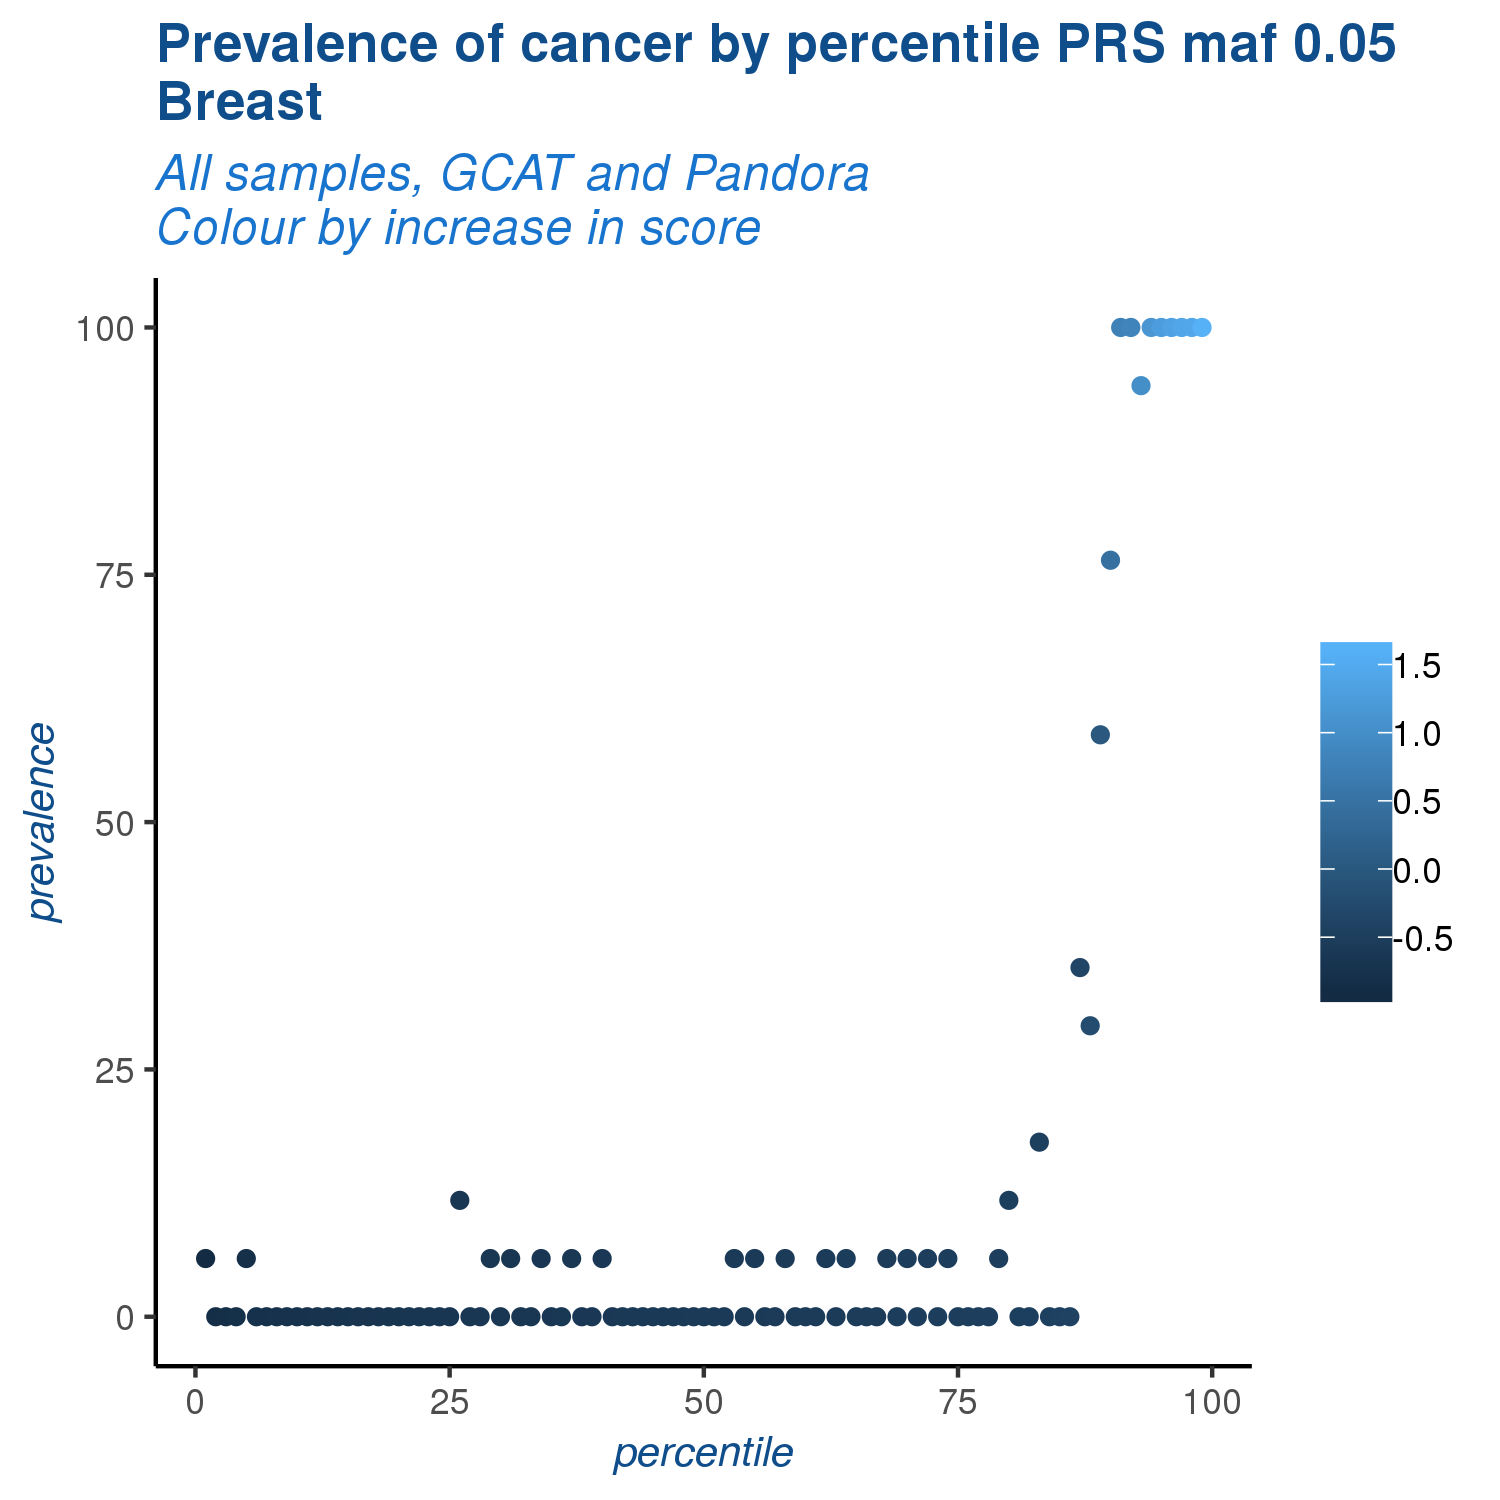 Prevalence of cancer by percentile PRS maf 0.05
Breast
All samples, GCAT and Pandora
Colour by increase in score
100
75
50
25
0
prevalence
0 25 50 75 100
percentile
1.5
1.0
0.5
0.0
-0.5